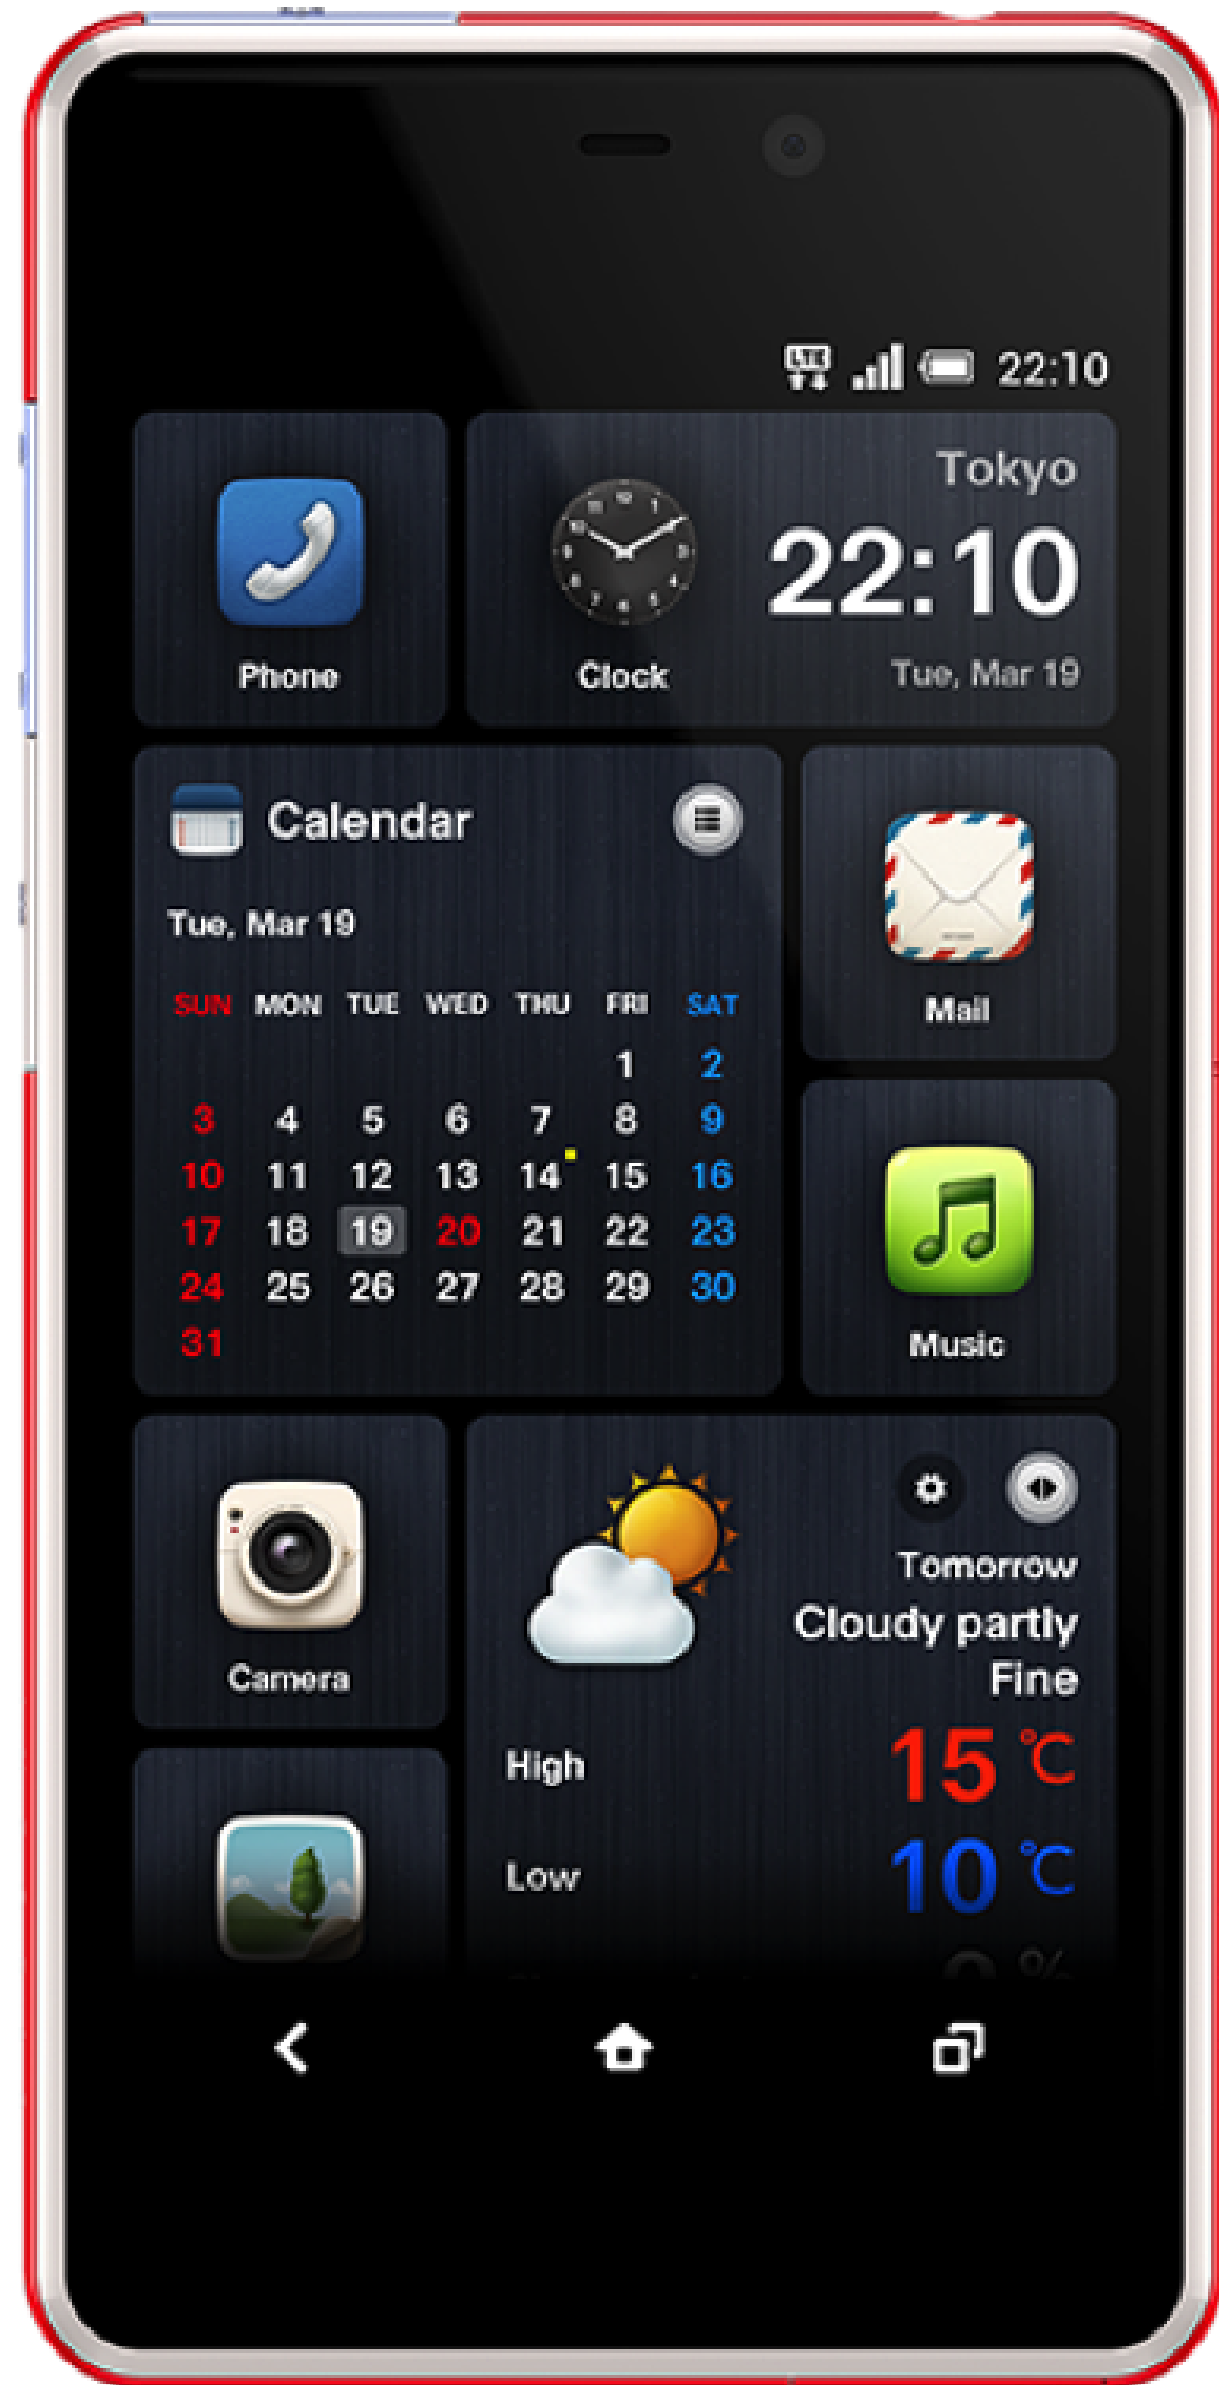 LTE 22:10
Tokyo
22:10
Phone
Clock
Tue, Mar 19
Calendar
Tue, Mar 19
Mail
SUN MON TUE WED THU FRI SAT
1 2
3 4 5 6 7 8 9
10 11 12 13 14 15 16
17 18 19 20 21 22 23
24 25 26 27 28 29 30
31
Music
Camera
Tomorrow
Cloudy partly
Fine
High 15 ℃
Low 10 ℃
%